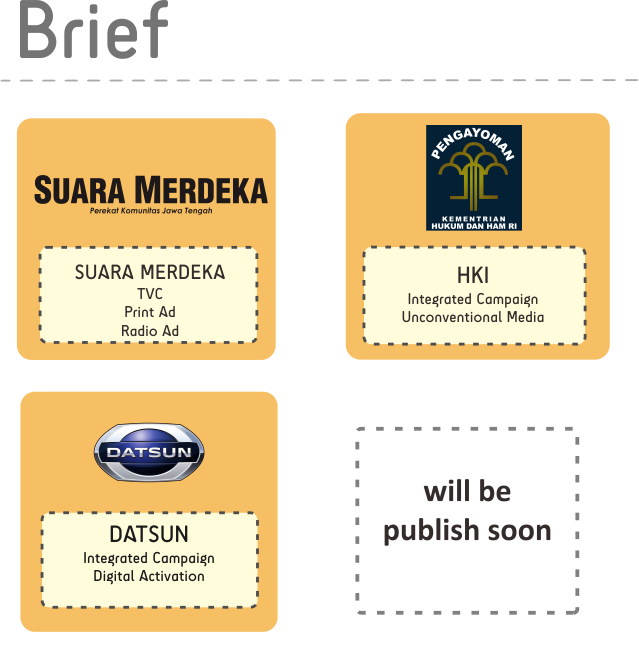 Brief
SUARA MERDEKA
Perekat Komunitas Jawa Tengah
SUARA MERDEKA
TVC
Print Ad
Radio Ad
PENGAYOMAN
KEMENTRIAN
HUKUM DAN HAM RI
HKI
Integrated Campaign
Unconventional Media
DATSUN
DATSUN
Integrated Campaign
Digital Activation
will be
publish soon